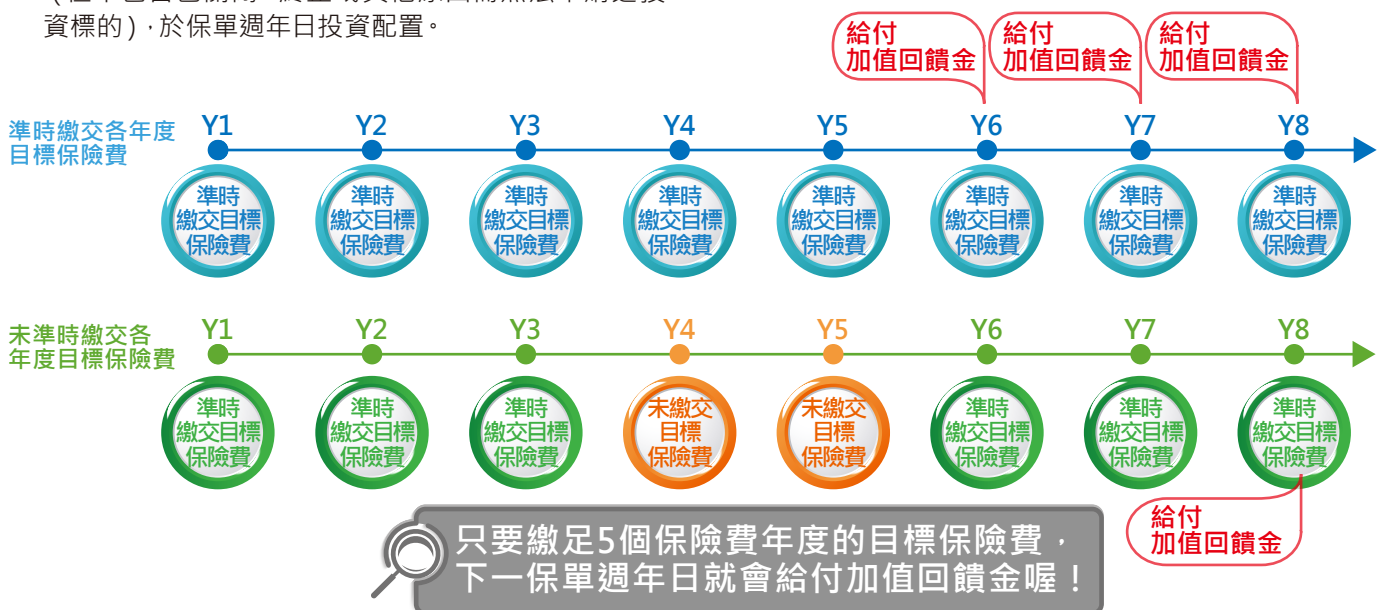 資標的)，於保單週年日投資配置。
給付
加值回饋金
給付
加值回饋金
給付
加值回饋金
準時繳交各年度
目標保險費
Y1
Y2
Y3
Y4
Y5
Y6
Y7
Y8
準時
繳交目標
保險費
準時
繳交目標
保險費
準時
繳交目標
保險費
準時
繳交目標
保險費
準時
繳交目標
保險費
準時
繳交目標
保險費
準時
繳交目標
保險費
準時
繳交目標
保險費
未準時繳交各
年度目標保險費
Y1
Y2
Y3
Y4
Y5
Y6
Y7
Y8
準時
繳交目標
保險費
準時
繳交目標
保險費
準時
繳交目標
保險費
未繳交
目標
保險費
未繳交
目標
保險費
準時
繳交目標
保險費
準時
繳交目標
保險費
準時
繳交目標
保險費
給付
加值回饋金
只要繳足5個保險費年度的目標保險費，
下一保單週年日就會給付加值回饋金喔！